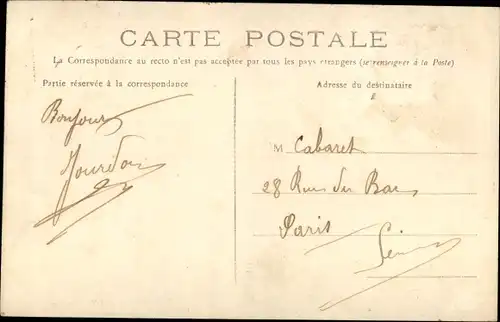 CARTE POSTALE
La Correspondance au recto n'est pas acceptée par tous les pays étrangers (se renseigner à la Poste)
Partie réservée à la correspondance
Adresse du destinataire
Bonjour
Jourdon
M Cabaret
28 Rue du Bac
Paris
Seine